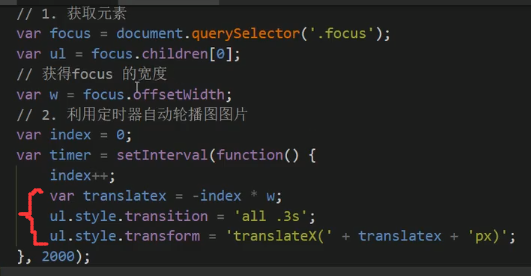 // 1. 获取元素
var focus = document.querySelector('.focus');
var ul = focus.children[0];
// 获得focus 的宽度
var w = focus.offsetWidth;
// 2. 利用定时器自动轮播图图片
var index = 0;
var timer = setInterval(function() {
index++;
var translatex = -index * w;
ul.style.transition = 'all .3s';
ul.style.transform = 'translateX(' + translatex + 'px)';
}, 2000);